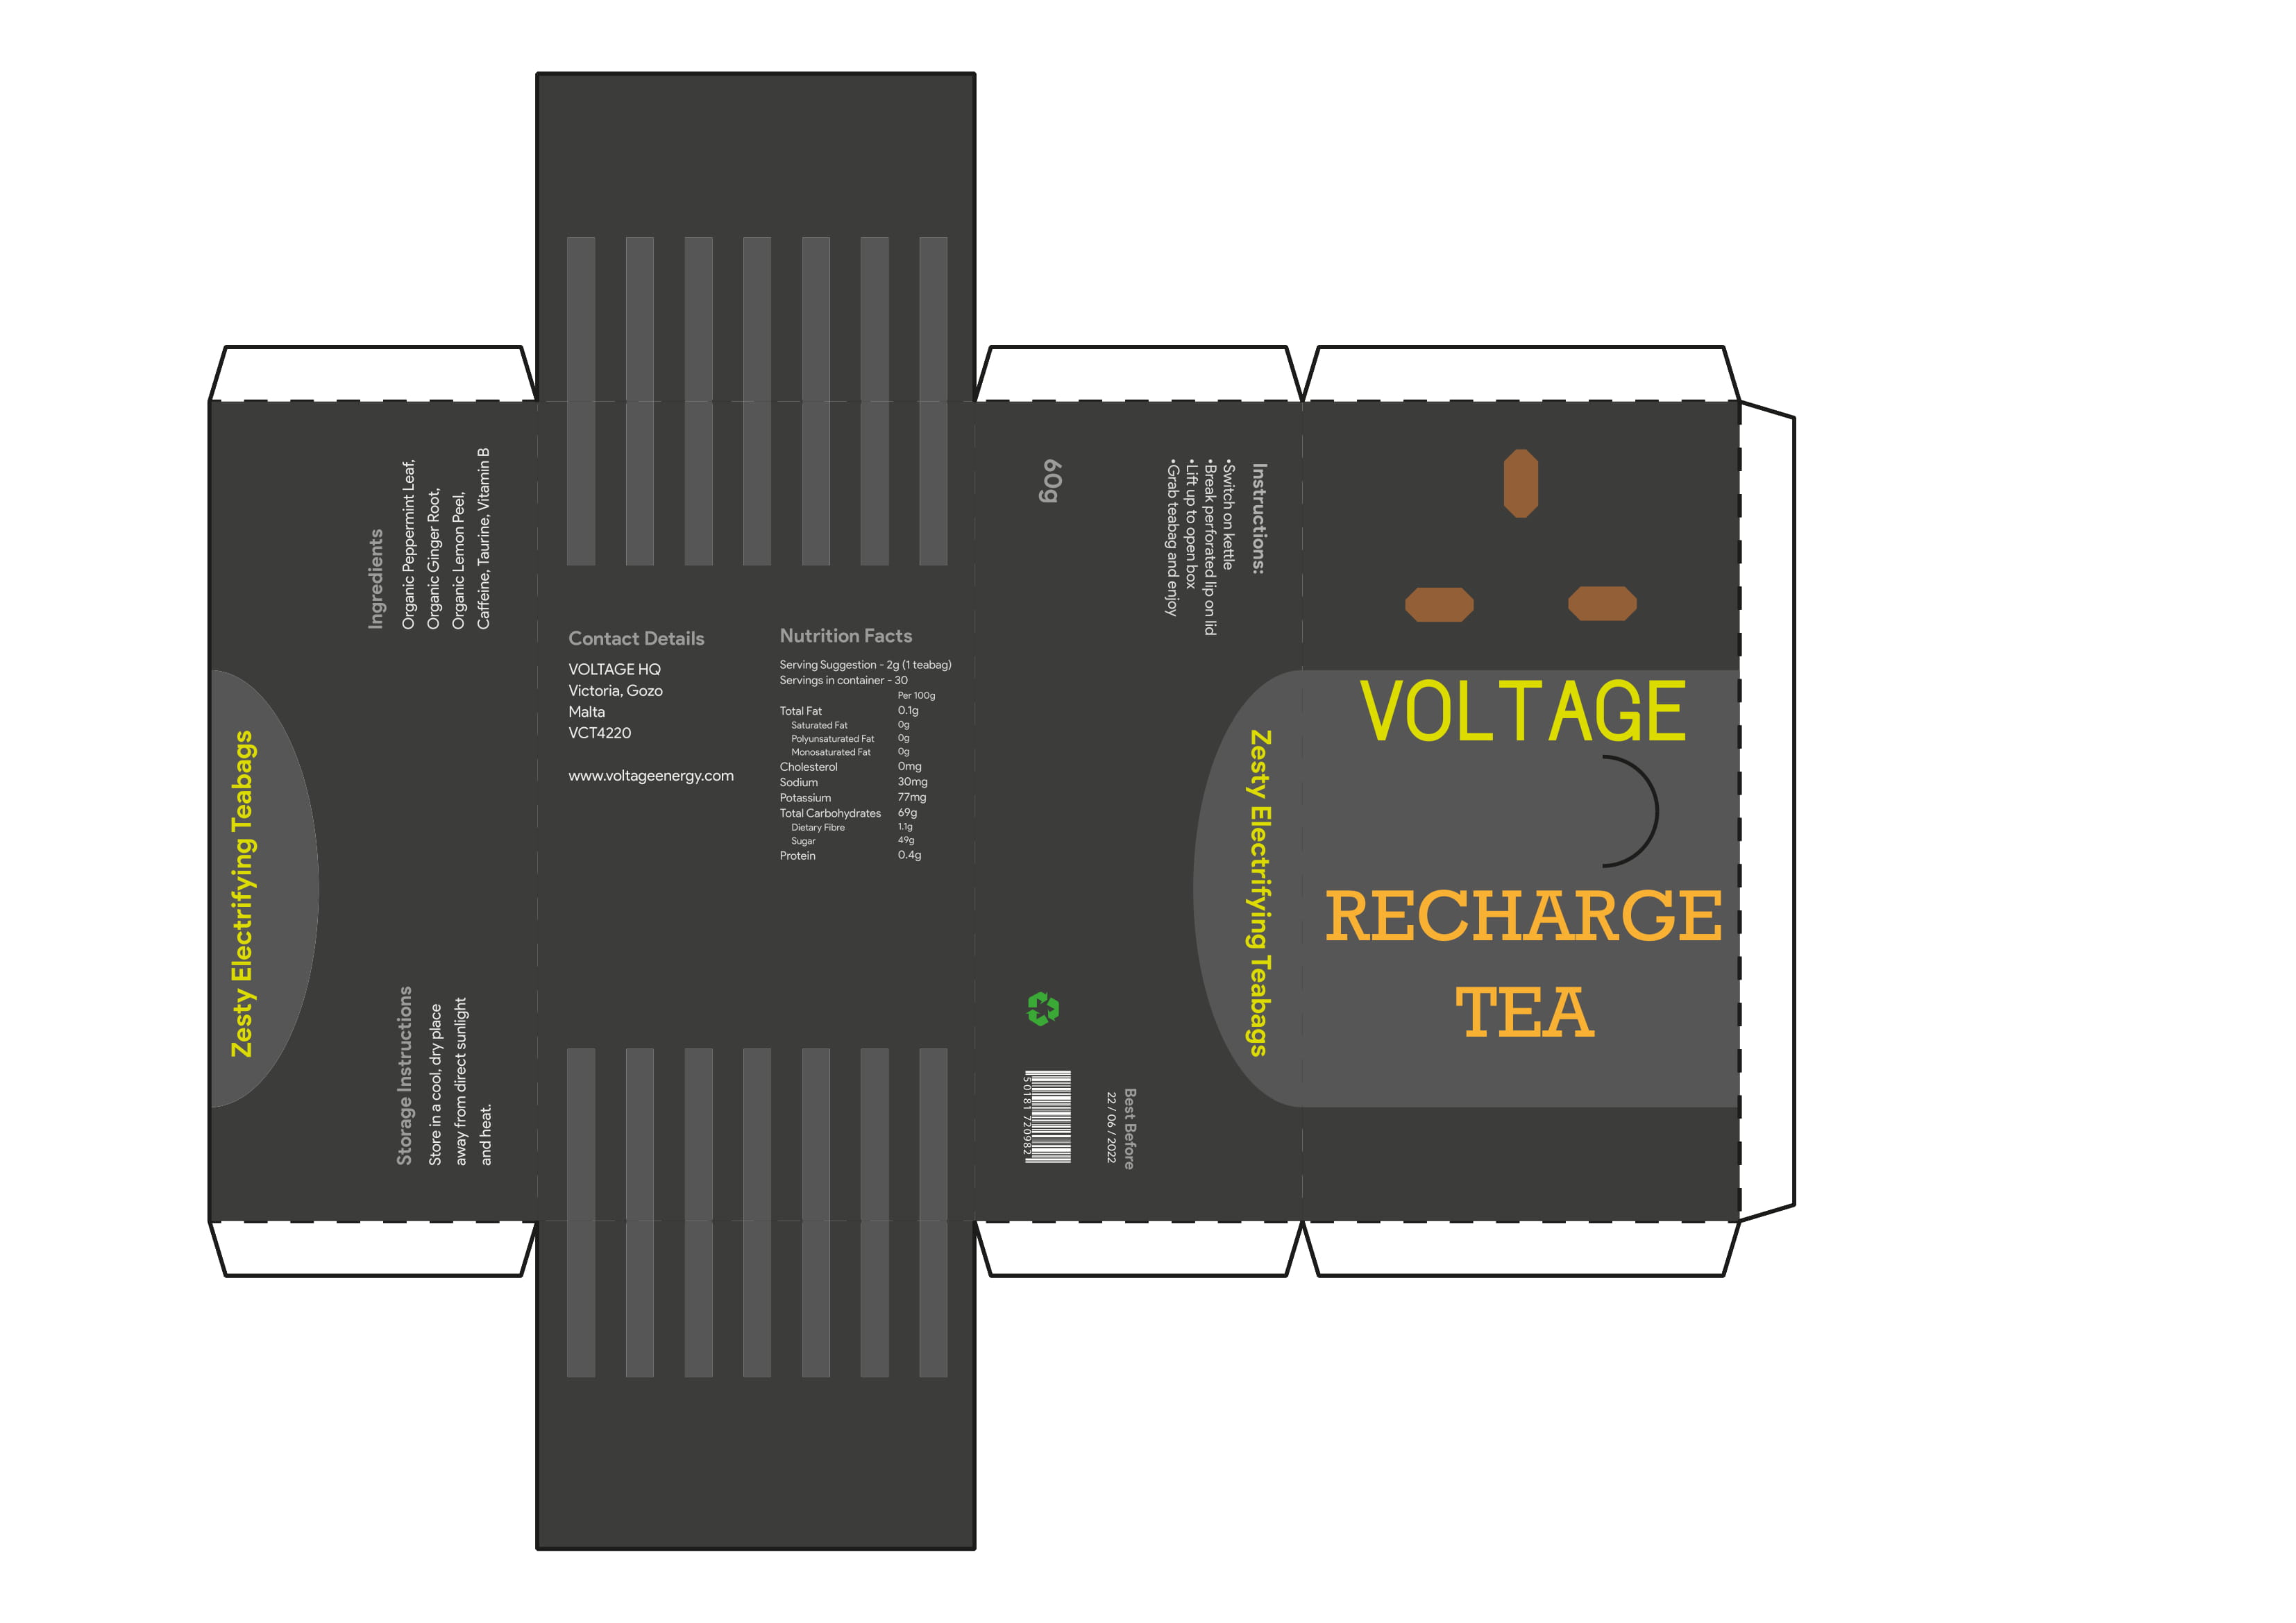 Zesty Electrifying Teabags
Ingredients
Organic Peppermint Leaf,
Organic Ginger Root,
Organic Lemon Peel,
Caffeine, Taurine, Vitamin B
Storage Instructions
Store in a cool, dry place
away from direct sunlight
and heat.
Contact Details
VOLTAGE HQ
Victoria, Gozo
Malta
VCT4220
www.voltageenergy.com
Nutrition Facts
Serving Suggestion - 2g (1 teabag)
Servings in container - 30
Per 100g
Total Fat 0.1g
Saturated Fat 0g
Polyunsaturated Fat 0g
Monosaturated Fat 0g
Cholesterol 0mg
Sodium 30mg
Potassium 77mg
Total Carbohydrates 69g
Dietary Fibre 1.1g
Sugar 49g
Protein 0.4g
60g
Instructions:
•Switch on kettle
•Break perforated lip on lid
•Lift up to open box
•Grab teabag and enjoy
Zesty Electrifying Teabags
Best Before
22 / 06 / 2022
50181 720982
VOLTAGE
RECHARGE
TEA